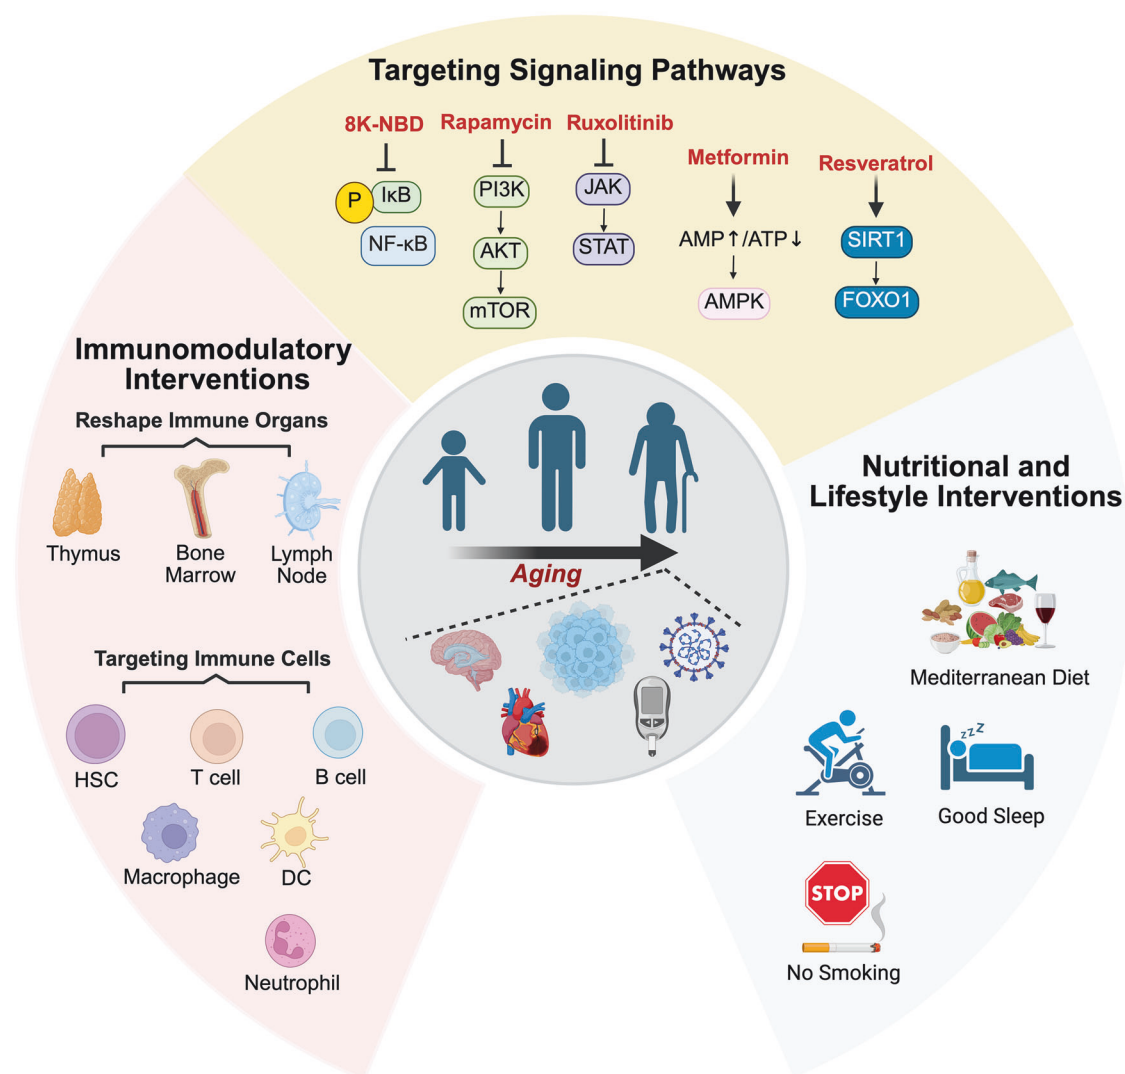 Targeting Signaling Pathways
8K-NBD
Rapamycin
Ruxolitinib
Metformin
Resveratrol
P
IκB
NF-κB
PI3K
AKT
mTOR
JAK
STAT
AMP↑/ATP↓
AMPK
SIRT1
FOXO1
Immunomodulatory
Interventions
Reshape Immune Organs
Thymus
Bone
Marrow
Lymph
Node
Targeting Immune Cells
HSC
T cell
B cell
Macrophage
DC
Neutrophil
Aging
Nutritional and
Lifestyle Interventions
Mediterranean Diet
Exercise
zzZ
Good Sleep
STOP
No Smoking